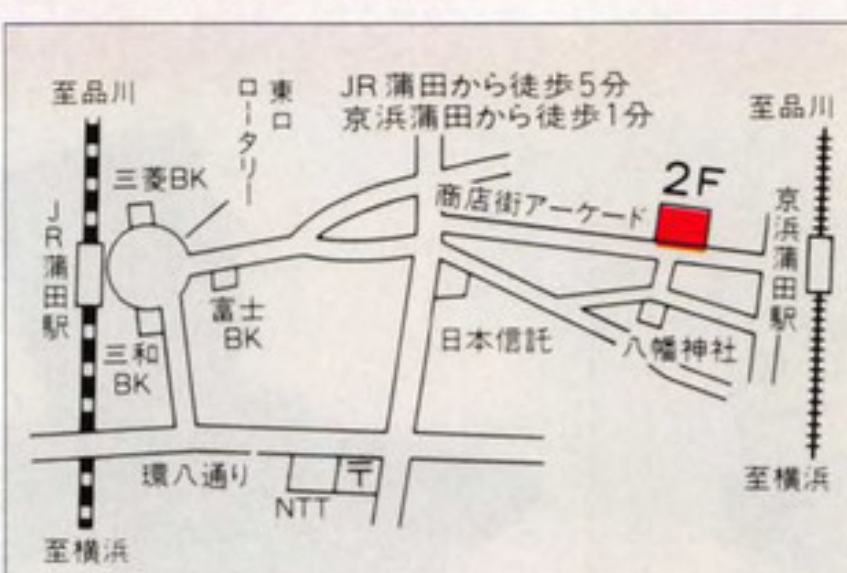 至品川
東口
ロータリー
JR蒲田から徒歩5分
京浜蒲田から徒歩1分
至品川
三菱BK
2F
商店街アーケード
京浜蒲田駅
JR蒲田駅
富士
BK
三和
BK
日本信託
八幡神社
環八通り
〒
NTT
至横浜
至横浜